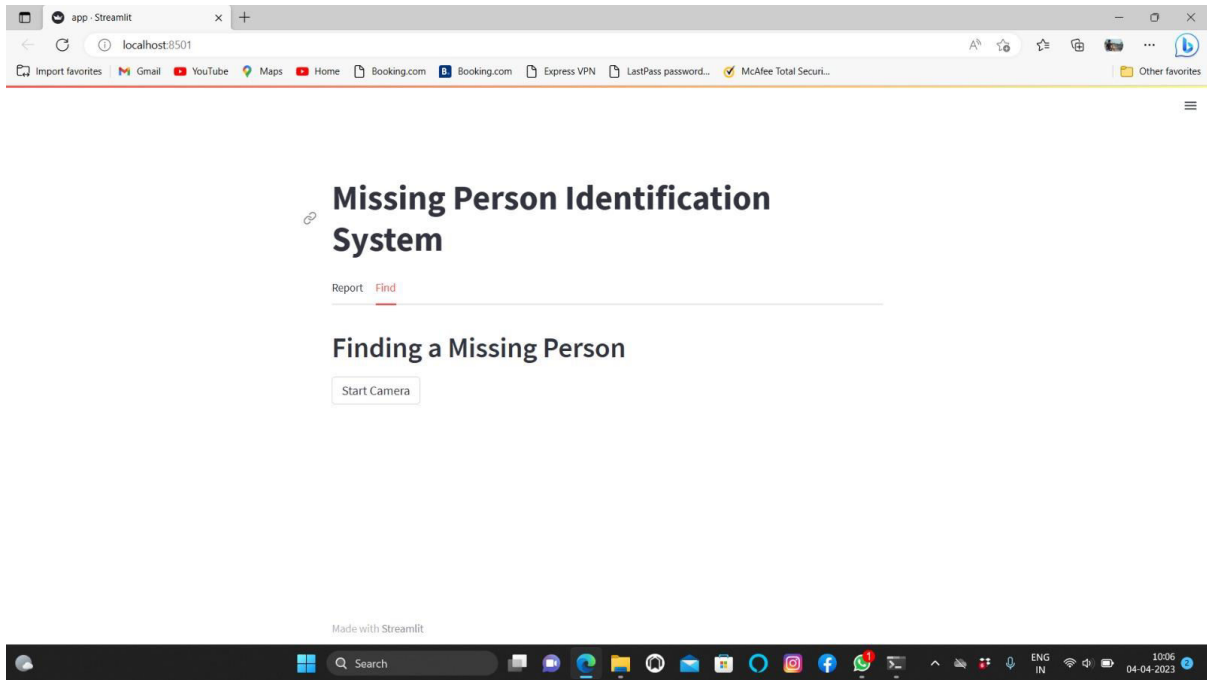 app · Streamlit
localhost:8501
Import favorites Gmail YouTube Maps Home Booking.com B. Booking.com Express VPN LastPass password... McAfee Total Securi... Other favorites
Missing Person Identification
System
Report Find
Finding a Missing Person
Start Camera
Made with Streamlit
Search
1
ENG
IN
10:06
04-04-2023
2